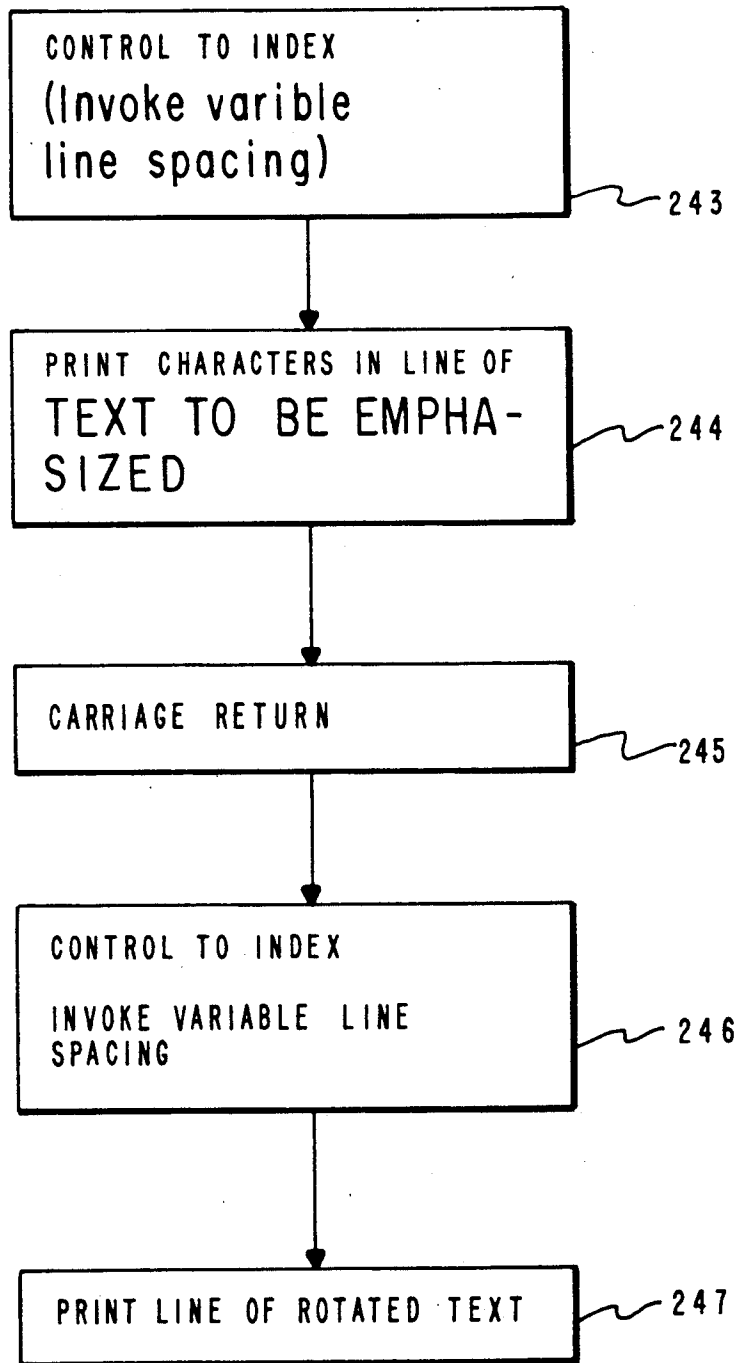 CONTROL TO INDEX
(Invoke varible
line spacing)
243
PRINT CHARACTERS IN LINE OF
TEXT TO BE EMPHA-
SIZED
244
CARRIAGE RETURN
245
CONTROL TO INDEX
INVOKE VARIABLE LINE
SPACING
246
PRINT LINE OF ROTATED TEXT
247